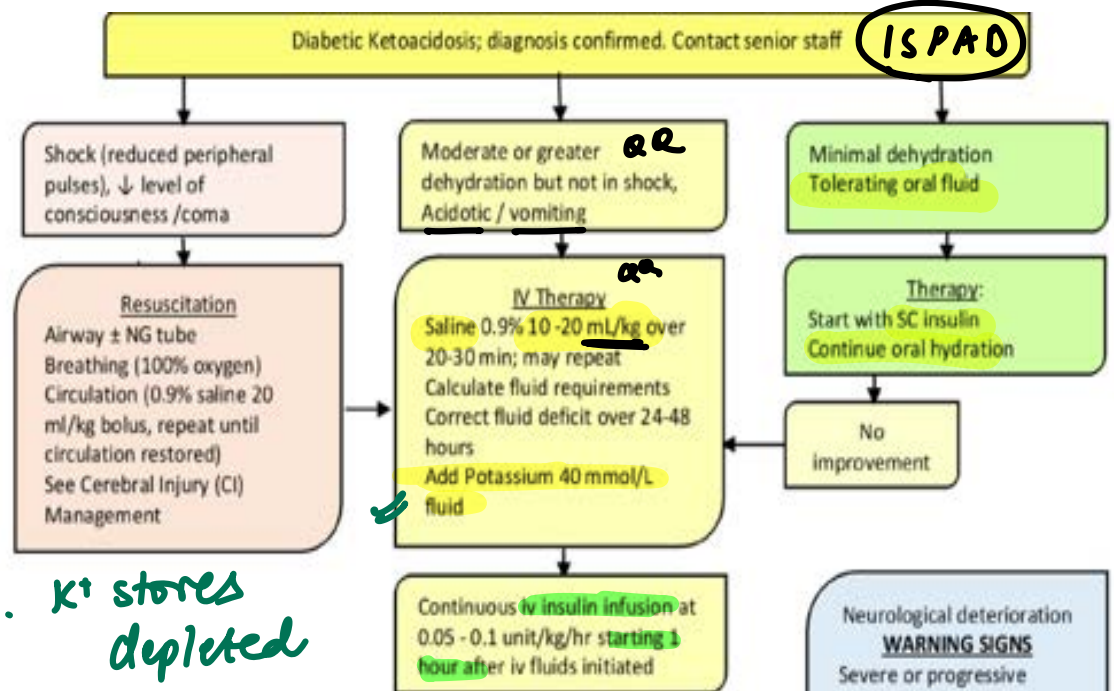 Diabetic Ketoacidosis; diagnosis confirmed. Contact senior staff
ISPAD
Shock (reduced peripheral
pulses), ↓ level of
consciousness /coma
Resuscitation
Airway ± NG tube
Breathing (100% oxygen)
Circulation (0.9% saline 20
ml/kg bolus, repeat until
circulation restored)
See Cerebral Injury (CI)
Management
K+ stores
depleted
Moderate or greater
dehydration but not in shock,
Acidotic / vomiting
IV Therapy
Saline 0.9% 10 -20 mL/kg over
20-30 min; may repeat
Calculate fluid requirements
Correct fluid deficit over 24-48
hours
Add Potassium 40 mmol/L
fluid
Continuous iv insulin infusion at
0.05 - 0.1 unit/kg/hr starting 1
hour after iv fluids initiated
Minimal dehydration
Tolerating oral fluid
Therapy:
Start with SC insulin
Continue oral hydration
No
improvement
Neurological deterioration
WARNING SIGNS
Severe or progressive